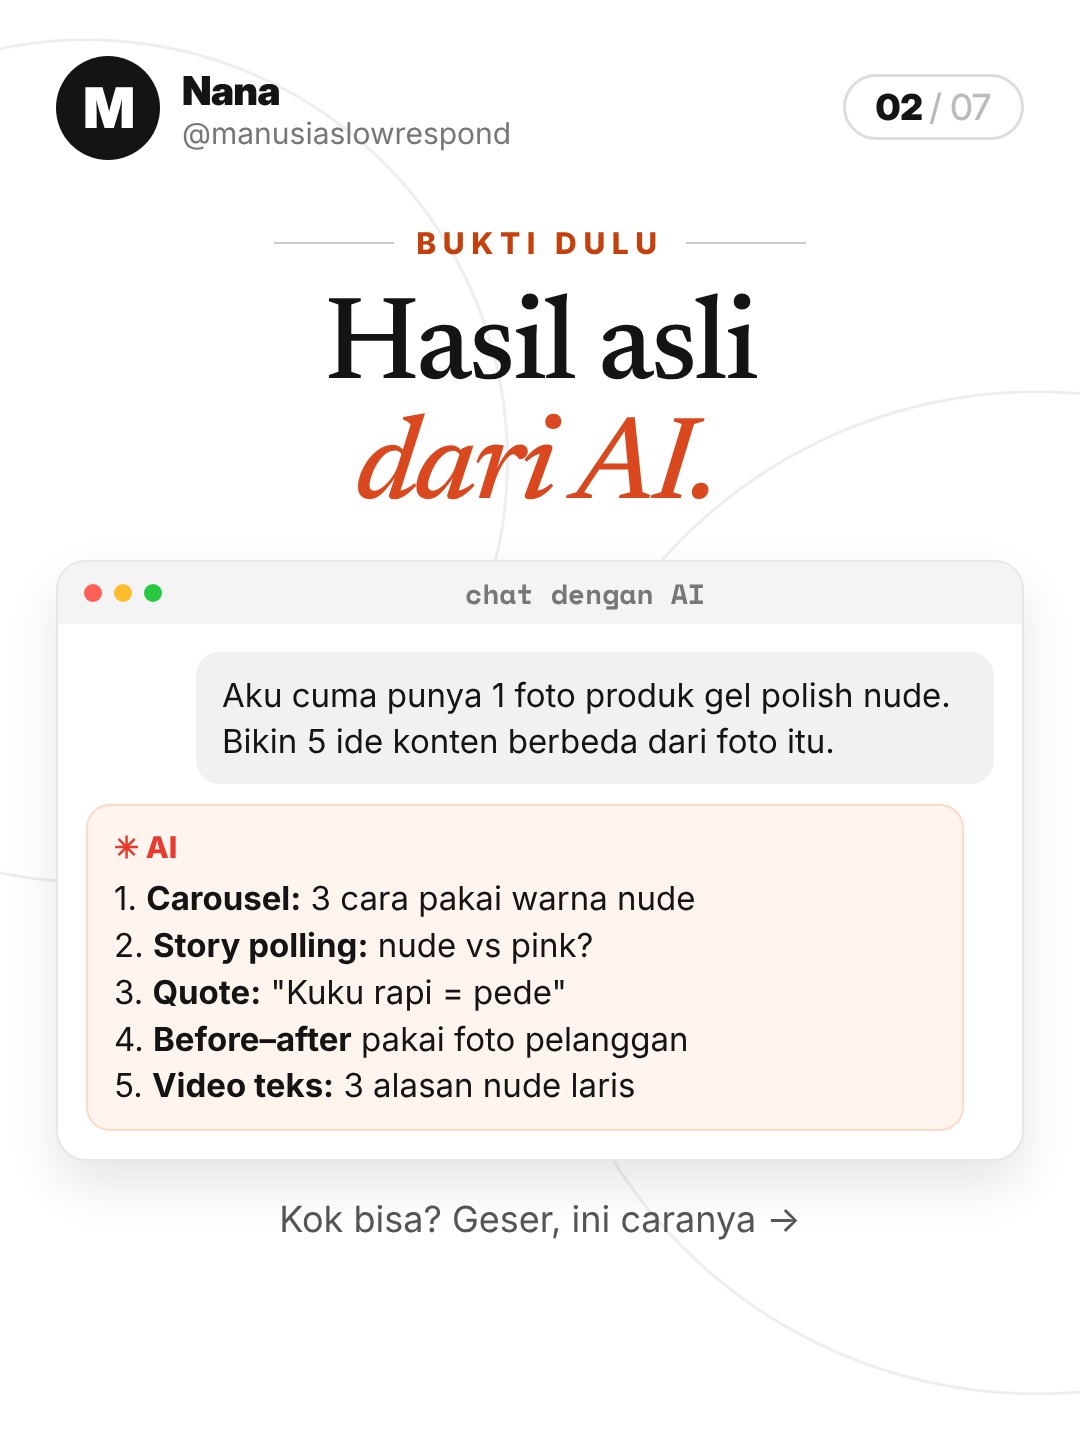 M
Nana
@manusiaslowrespond
02 / 07
BUKTI DULU
Hasil asli
dari AI.
chat dengan AI
Aku cuma punya 1 foto produk gel polish nude.
Bikin 5 ide konten berbeda dari foto itu.
✳ AI
1. Carousel: 3 cara pakai warna nude
2. Story polling: nude vs pink?
3. Quote: "Kuku rapi = pede"
4. Before–after pakai foto pelanggan
5. Video teks: 3 alasan nude laris
Kok bisa? Geser, ini caranya →